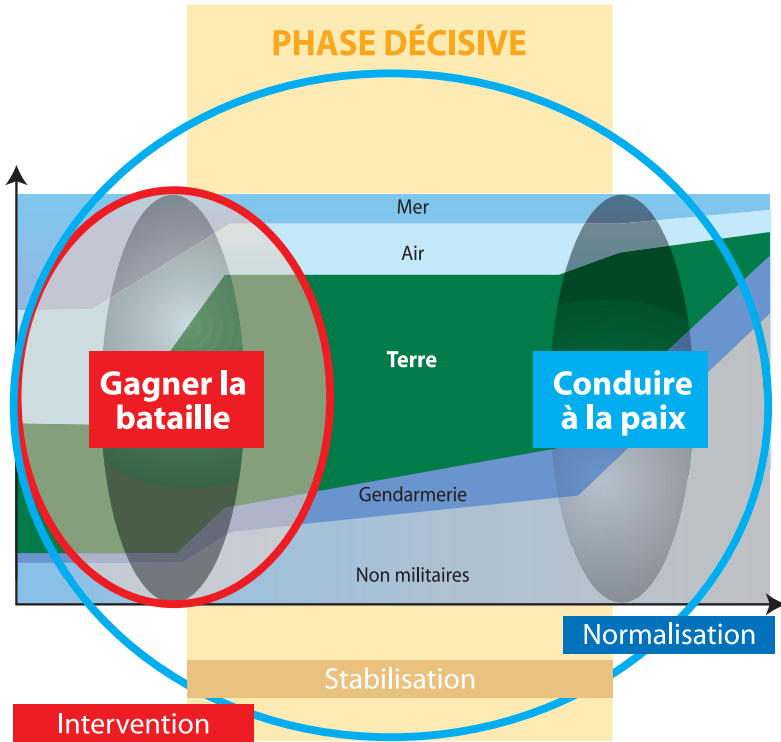 PHASE DÉCISIVE
Mer
Air
Terre
Gagner la
bataille
Conduire
à la paix
Gendarmerie
Non militaires
Normalisation
Stabilisation
Intervention